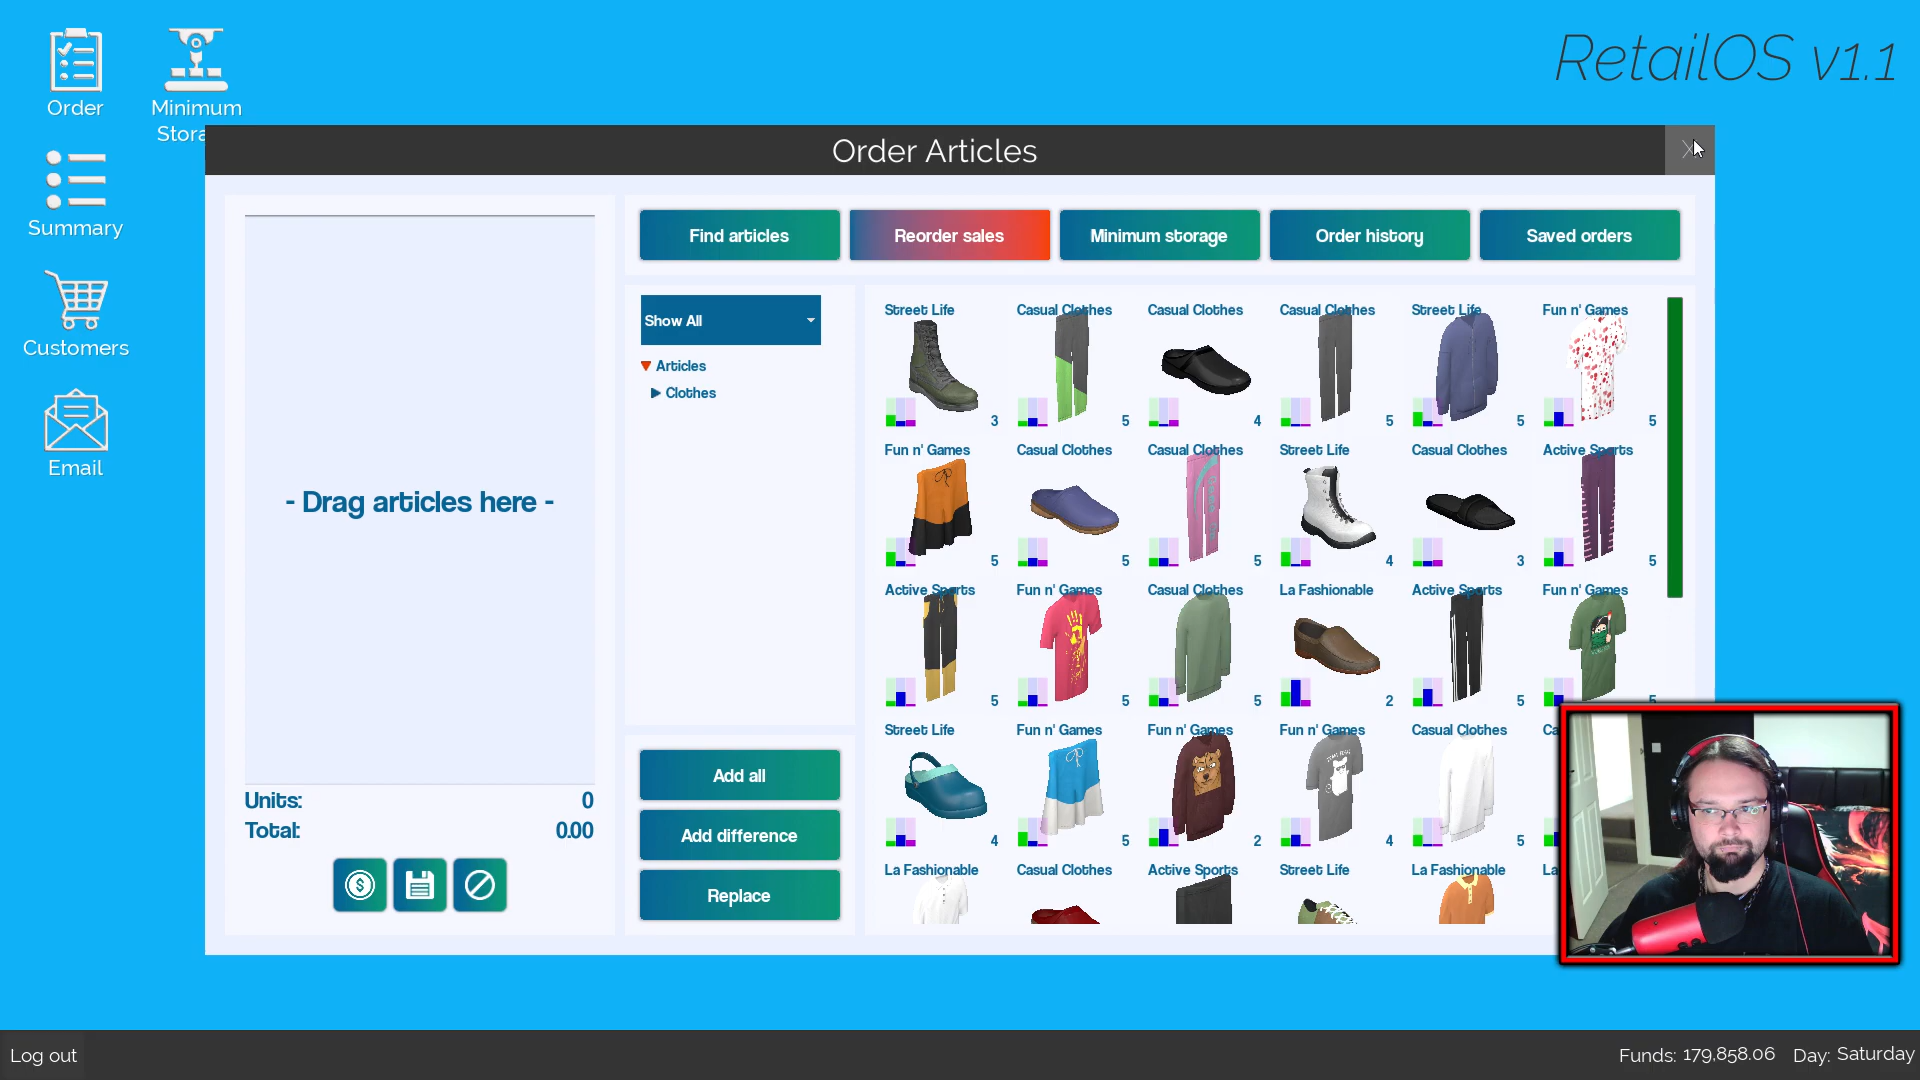 RetailOS v1.1
Order
Minimum
Stora
Summary
Customers
Email
Order Articles
X
Find articles
Reorder sales
Minimum storage
Order history
Saved orders
- Drag articles here -
Units: 0
Total: 0.00
Show All
Articles
Clothes
Add all
Add difference
Replace
Street Life
Casual Clothes
Casual Clothes
Casual Clothes
Street Life
Fun n' Games
3
5
4
5
5
5
Fun n' Games
Casual Clothes
Casual Clothes
Street Life
Casual Clothes
Active Sports
5
5
5
4
3
5
Active Sports
Fun n' Games
Casual Clothes
La Fashionable
Active Sports
Fun n' Games
5
5
5
2
5
5
Street Life
Fun n' Games
Fun n' Games
Fun n' Games
Casual Clothes
Ca
4
5
2
4
5
La Fashionable
Casual Clothes
Active Sports
Street Life
La Fashionable
La
Log out
Funds: 179,858.06
Day: Saturday